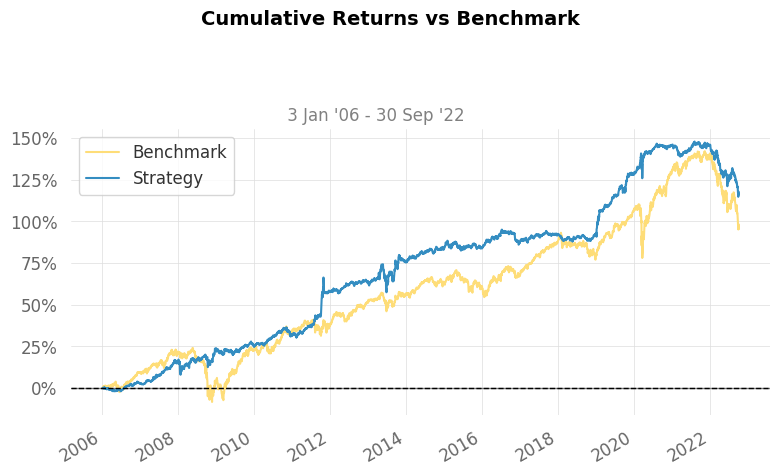 Cumulative Returns vs Benchmark
3 Jan '06 - 30 Sep '22
Benchmark
Strategy
150%
125%
100%
75%
50%
25%
0%
2006 2008 2010 2012 2014 2016 2018 2020 2022